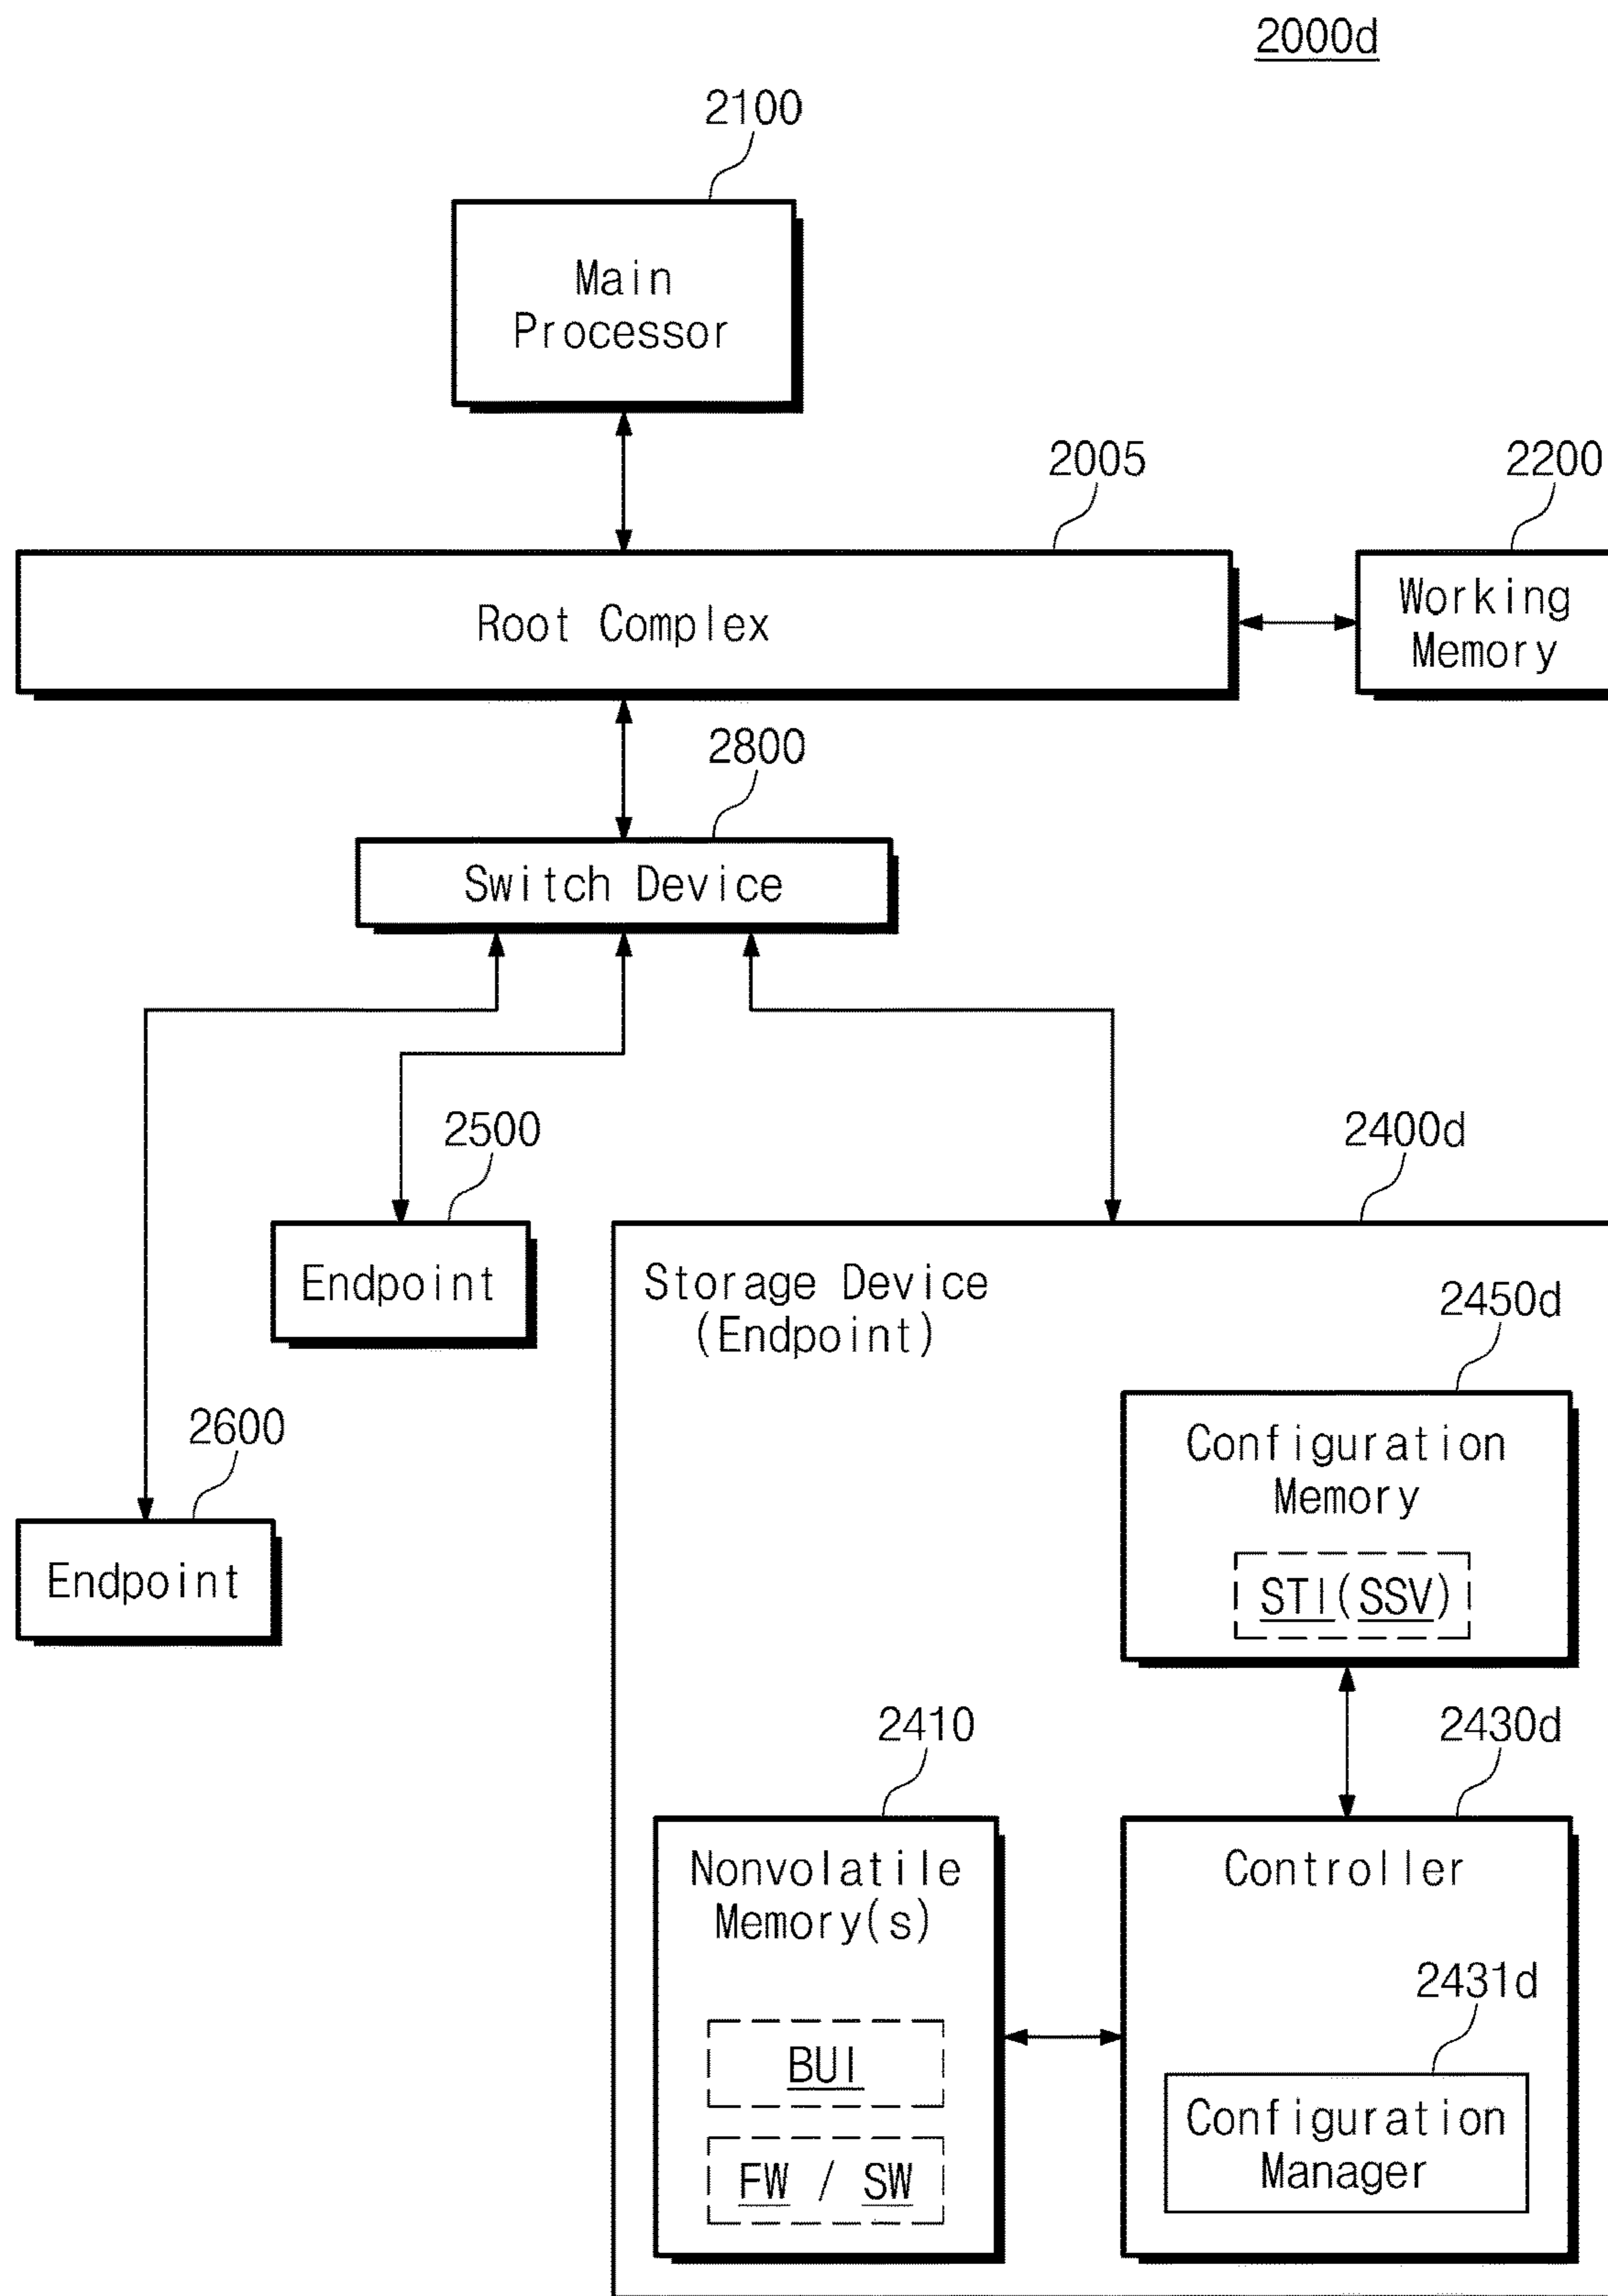 2000d
2100
Main
Processor
2005
2200
Root Complex
Working
Memory
2800
Switch Device
2500
2400d
Endpoint
Storage Device
(Endpoint)
2450d
2600
Configuration
Memory
Endpoint
STI(SSV)
2410
2430d
Nonvolatile
Memory(s)
Controller
2431d
BUI
Configuration
Manager
FW / SW